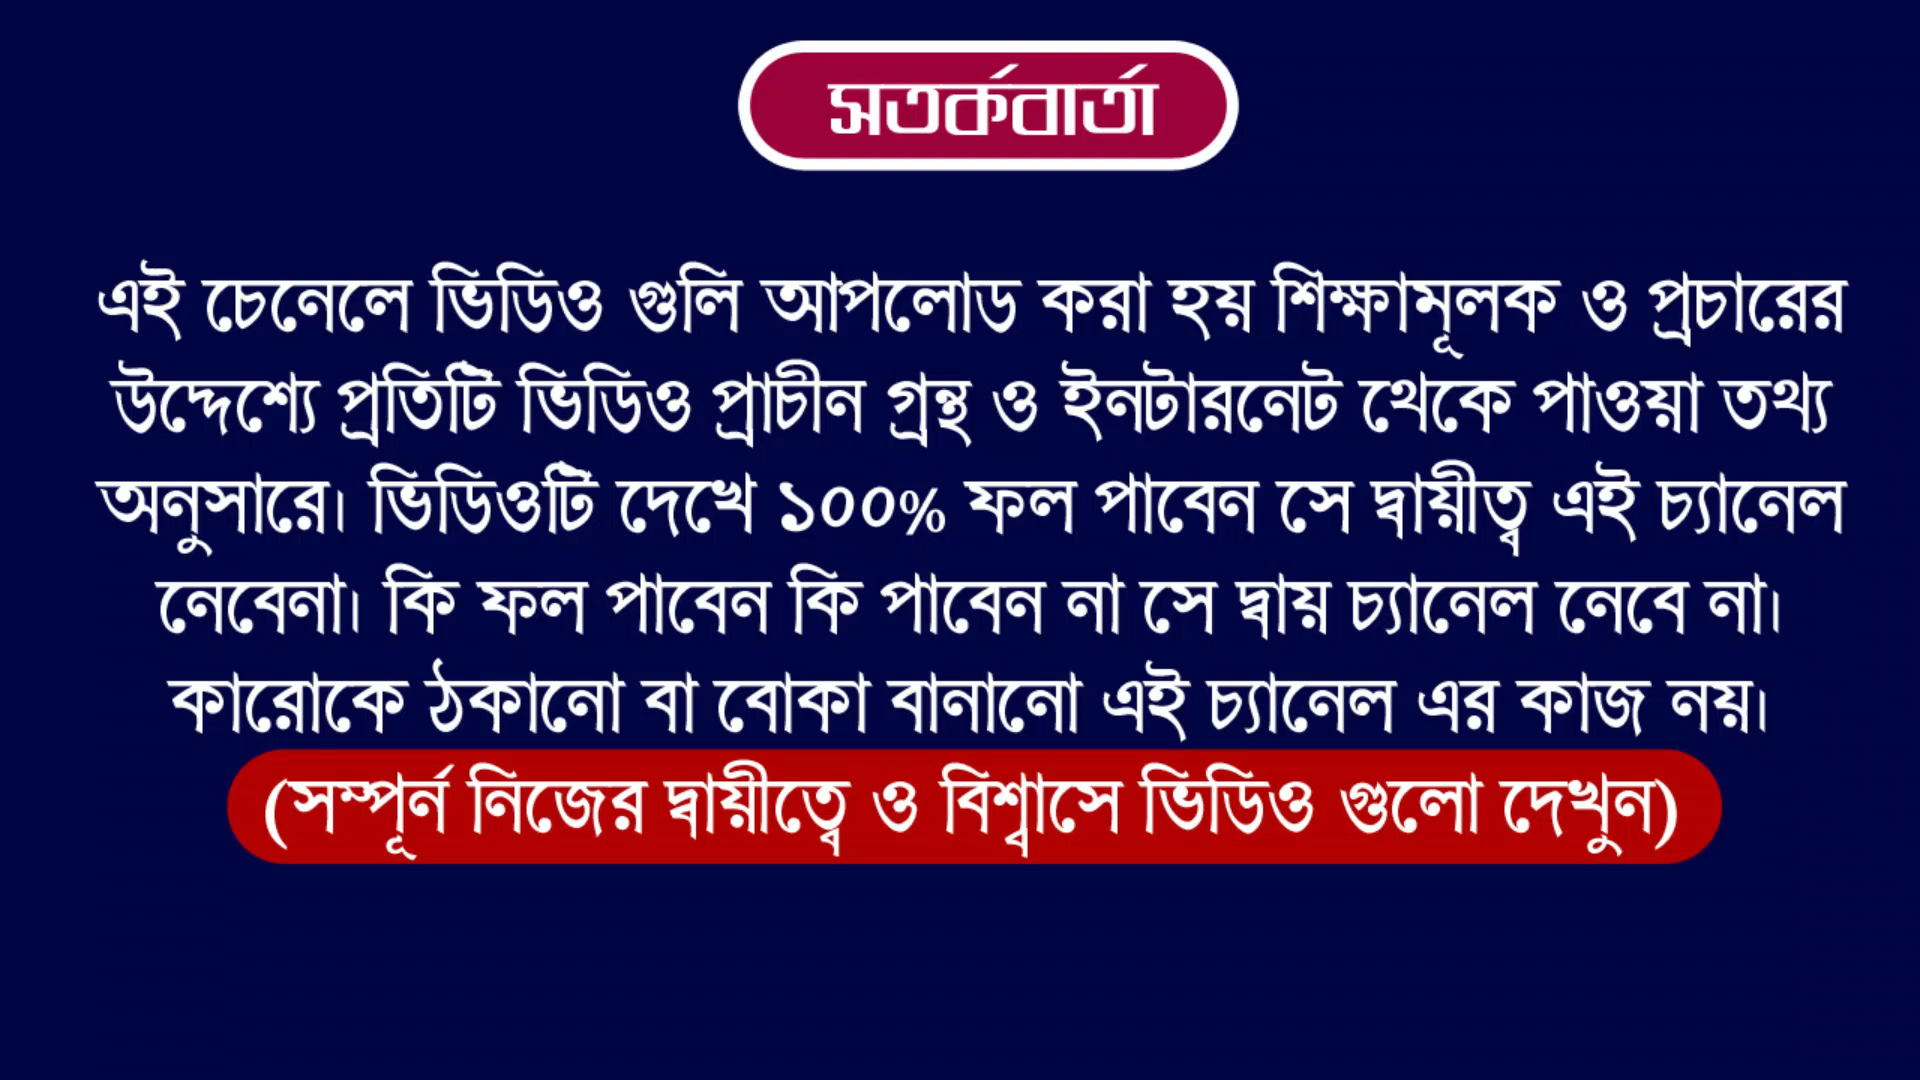 সতর্কবার্তা
এই চেনেলে ভিডিও গুলি আপলোড করা হয় শিক্ষামূলক ও প্রচারের
উদ্দেশ্যে প্রতিটি ভিডিও প্রাচীন গ্রন্থ ও ইনটারনেট থেকে পাওয়া তথ্য
অনুসারে। ভিডিওটি দেখে ১০০% ফল পাবেন সে দ্বায়ীত্ব এই চ্যানেল
নেবেনা। কি ফল পাবেন কি পাবেন না সে দ্বায় চ্যানেল নেবে না।
কারোকে ঠকানো বা বোকা বানানো এই চ্যানেল এর কাজ নয়।
(সম্পূর্ন নিজের দ্বায়ীত্বে ও বিশ্বাসে ভিডিও গুলো দেখুন)